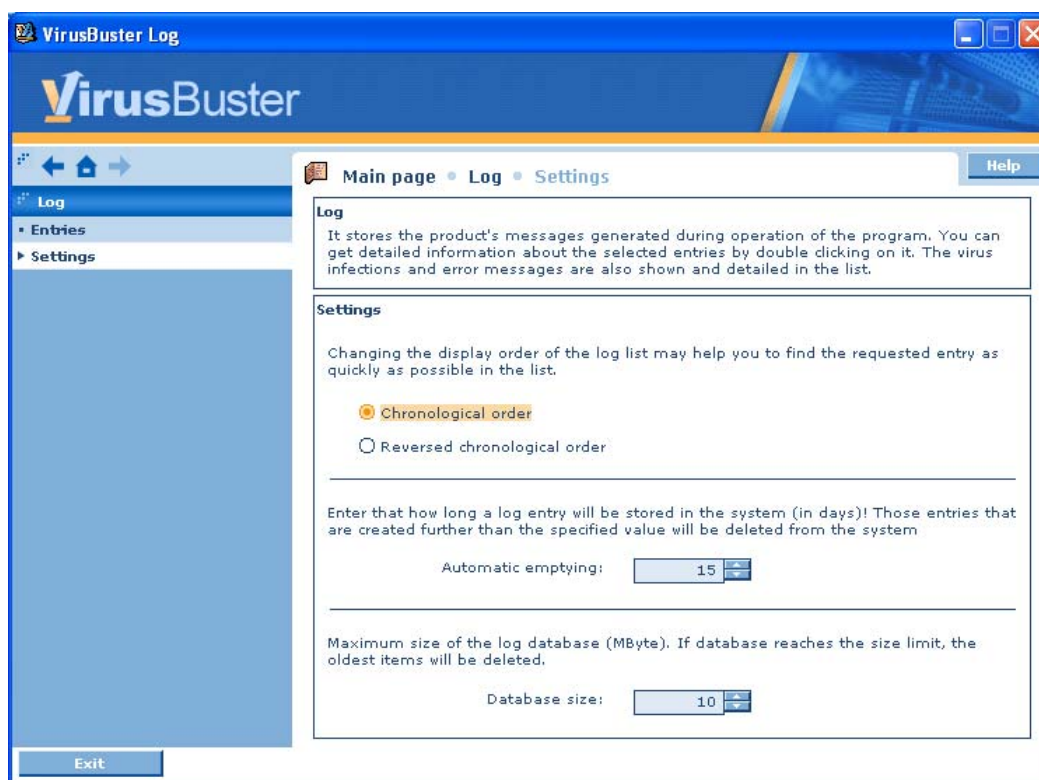 VirusBuster Log
VirusBuster
Main page • Log • Settings
Help
Log
Entries
Settings
Log
It stores the product's messages generated during operation of the program. You can
get detailed information about the selected entries by double clicking on it. The virus
infections and error messages are also shown and detailed in the list.
Settings
Changing the display order of the log list may help you to find the requested entry as
quickly as possible in the list.
Chronological order
Reversed chronological order
Enter that how long a log entry will be stored in the system (in days)! Those entries that
are created further than the specified value will be deleted from the system
Automatic emptying: 15
Maximum size of the log database (MByte). If database reaches the size limit, the
oldest items will be deleted.
Database size: 10
Exit